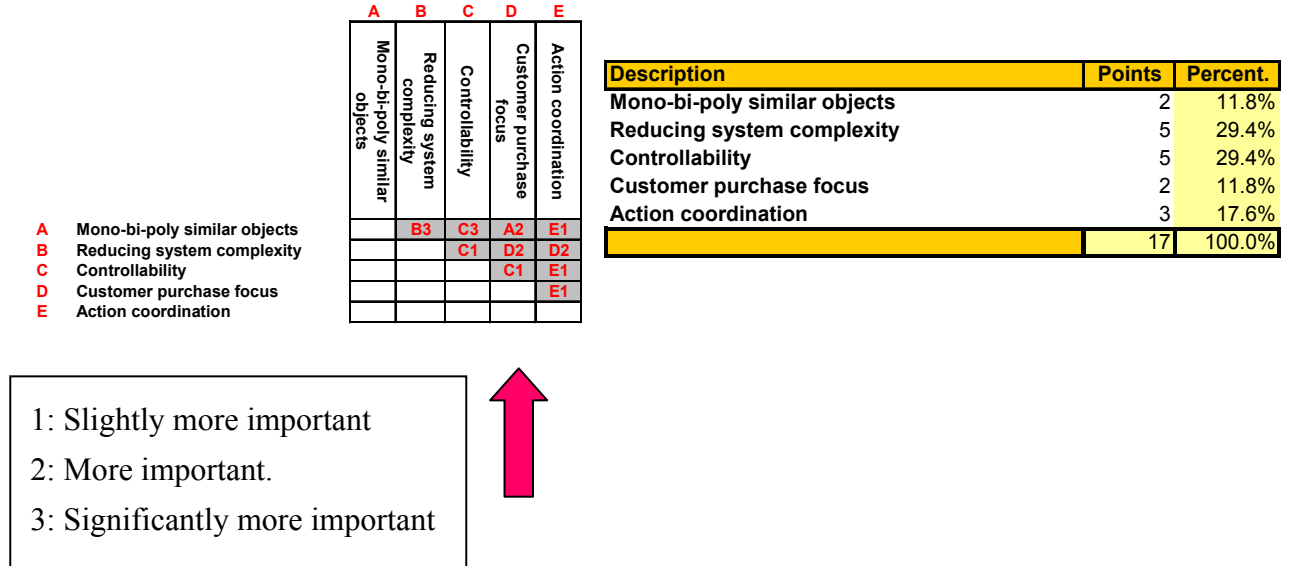 A B C D E
Mono-bi-poly similar
objects
Reducing system
complexity
Controllability
Customer purchase
focus
Action coordination
A Mono-bi-poly similar objects B3 C3 A2 E1
B Reducing system complexity C1 D2 D2
C Controllability C1 E1
D Customer purchase focus E1
E Action coordination
Description Points Percent.
Mono-bi-poly similar objects 2 11.8%
Reducing system complexity 5 29.4%
Controllability 5 29.4%
Customer purchase focus 2 11.8%
Action coordination 3 17.6%
17 100.0%
1: Slightly more important
2: More important.
3: Significantly more important